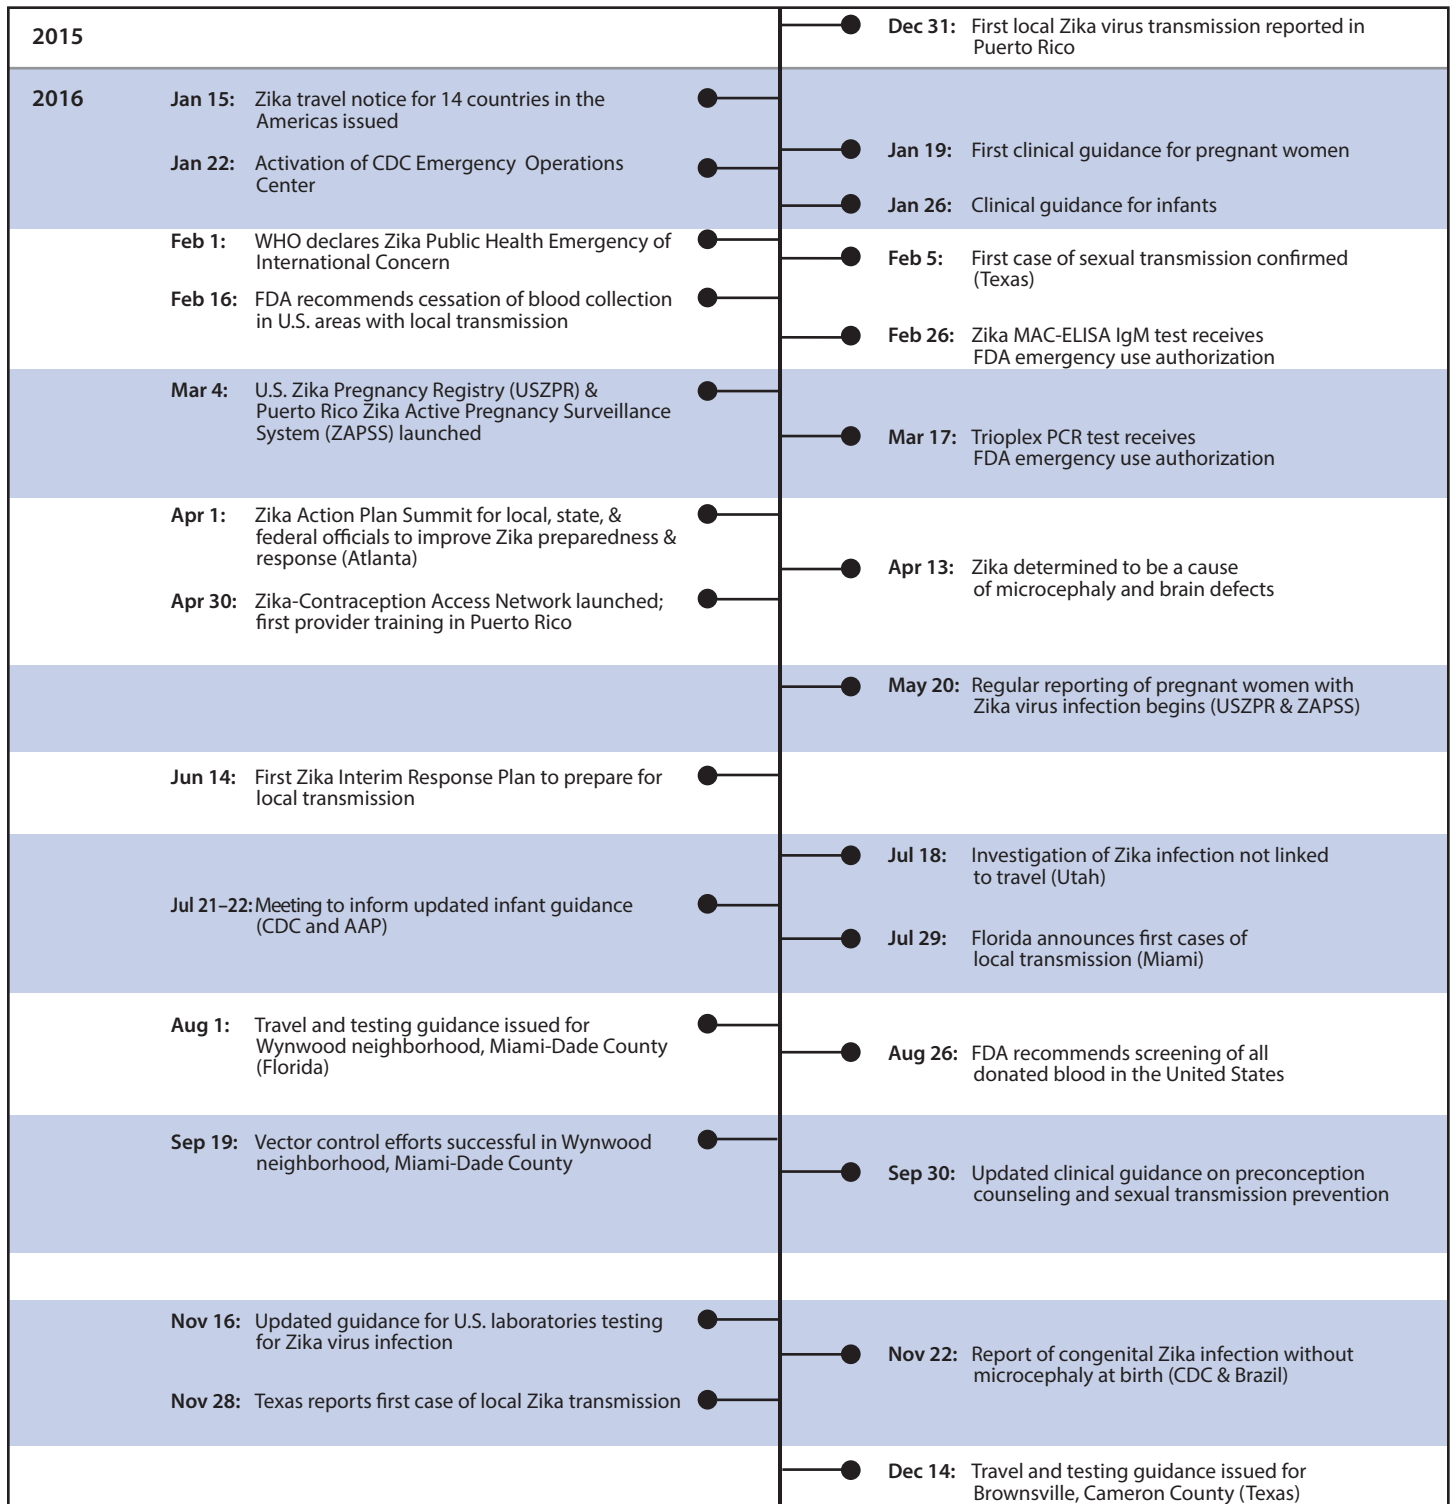 2015
Dec 31: First local Zika virus transmission reported in
Puerto Rico
2016
Jan 15: Zika travel notice for 14 countries in the
Americas issued
Jan 19: First clinical guidance for pregnant women
Jan 22: Activation of CDC Emergency Operations
Center
Jan 26: Clinical guidance for infants
Feb 1: WHO declares Zika Public Health Emergency of
International Concern
Feb 5: First case of sexual transmission confirmed
(Texas)
Feb 16: FDA recommends cessation of blood collection
in U.S. areas with local transmission
Feb 26: Zika MAC-ELISA IgM test receives
FDA emergency use authorization
Mar 4: U.S. Zika Pregnancy Registry (USZPR) &
Puerto Rico Zika Active Pregnancy Surveillance
System (ZAPSS) launched
Mar 17: Trioplex PCR test receives
FDA emergency use authorization
Apr 1: Zika Action Plan Summit for local, state, &
federal officials to improve Zika preparedness &
response (Atlanta)
Apr 13: Zika determined to be a cause
of microcephaly and brain defects
Apr 30: Zika-Contraception Access Network launched;
first provider training in Puerto Rico
May 20: Regular reporting of pregnant women with
Zika virus infection begins (USZPR & ZAPSS)
Jun 14: First Zika Interim Response Plan to prepare for
local transmission
Jul 18: Investigation of Zika infection not linked
to travel (Utah)
Jul 21–22: Meeting to inform updated infant guidance
(CDC and AAP)
Jul 29: Florida announces first cases of
local transmission (Miami)
Aug 1: Travel and testing guidance issued for
Wynwood neighborhood, Miami-Dade County
(Florida)
Aug 26: FDA recommends screening of all
donated blood in the United States
Sep 19: Vector control efforts successful in Wynwood
neighborhood, Miami-Dade County
Sep 30: Updated clinical guidance on preconception
counseling and sexual transmission prevention
Nov 16: Updated guidance for U.S. laboratories testing
for Zika virus infection
Nov 22: Report of congenital Zika infection without
microcephaly at birth (CDC & Brazil)
Nov 28: Texas reports first case of local Zika transmission
Dec 14: Travel and testing guidance issued for
Brownsville, Cameron County (Texas)